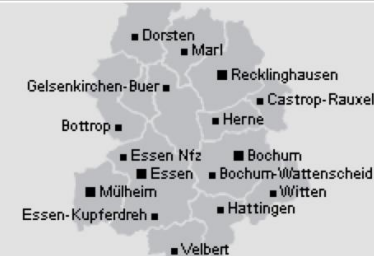 Dorsten
Marl
Recklinghausen
Gelsenkirchen-Buer
Castrop-Rauxel
Herne
Bottrop
Essen Nfz
Bochum
Essen
Bochum-Wattenscheid
Mülheim
Witten
Hattingen
Essen-Kupferdreh
Velbert